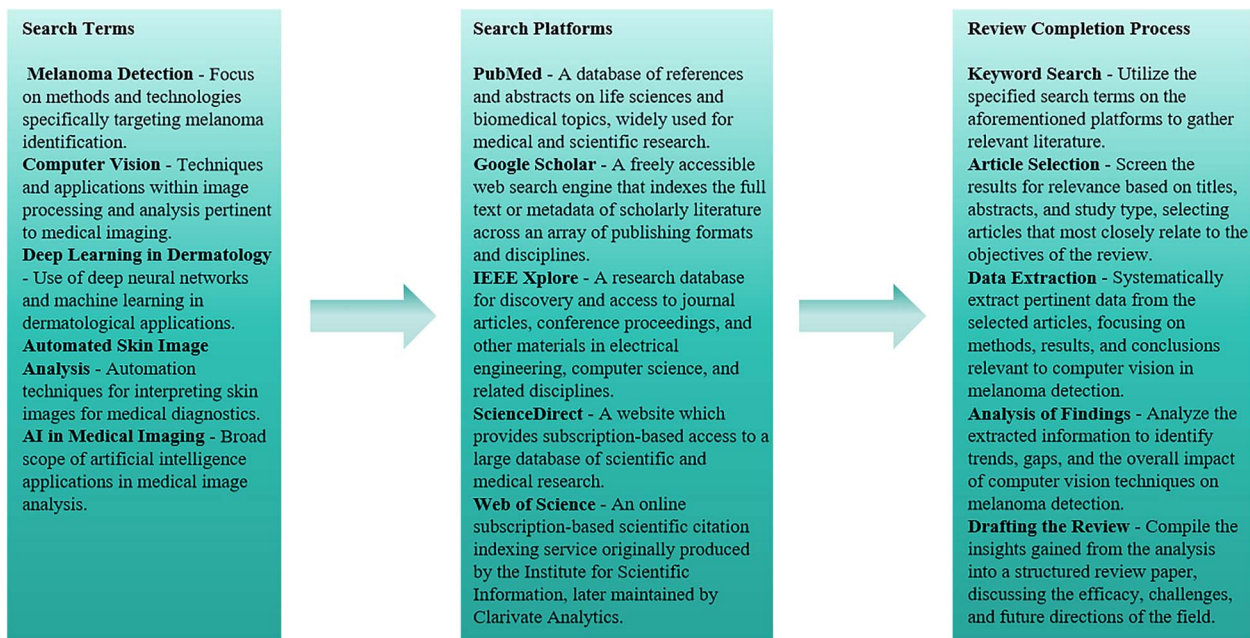 Search Terms
Melanoma Detection - Focus
on methods and technologies
specifically targeting melanoma
identification.
Computer Vision - Techniques
and applications within image
processing and analysis pertinent
to medical imaging.
Deep Learning in Dermatology
- Use of deep neural networks
and machine learning in
dermatological applications.
Automated Skin Image
Analysis - Automation
techniques for interpreting skin
images for medical diagnostics.
AI in Medical Imaging - Broad
scope of artificial intelligence
applications in medical image
analysis.
Search Platforms
PubMed - A database of references
and abstracts on life sciences and
biomedical topics, widely used for
medical and scientific research.
Google Scholar - A freely accessible
web search engine that indexes the full
text or metadata of scholarly literature
across an array of publishing formats
and disciplines.
IEEE Xplore - A research database
for discovery and access to journal
articles, conference proceedings, and
other materials in electrical
engineering, computer science, and
related disciplines.
ScienceDirect - A website which
provides subscription-based access to a
large database of scientific and
medical research.
Web of Science - An online
subscription-based scientific citation
indexing service originally produced
by the Institute for Scientific
Information, later maintained by
Clarivate Analytics.
Review Completion Process
Keyword Search - Utilize the
specified search terms on the
aforementioned platforms to gather
relevant literature.
Article Selection - Screen the
results for relevance based on titles,
abstracts, and study type, selecting
articles that most closely relate to the
objectives of the review.
Data Extraction - Systematically
extract pertinent data from the
selected articles, focusing on
methods, results, and conclusions
relevant to computer vision in
melanoma detection.
Analysis of Findings - Analyze the
extracted information to identify
trends, gaps, and the overall impact
of computer vision techniques on
melanoma detection.
Drafting the Review - Compile the
insights gained from the analysis
into a structured review paper,
discussing the efficacy, challenges,
and future directions of the field.